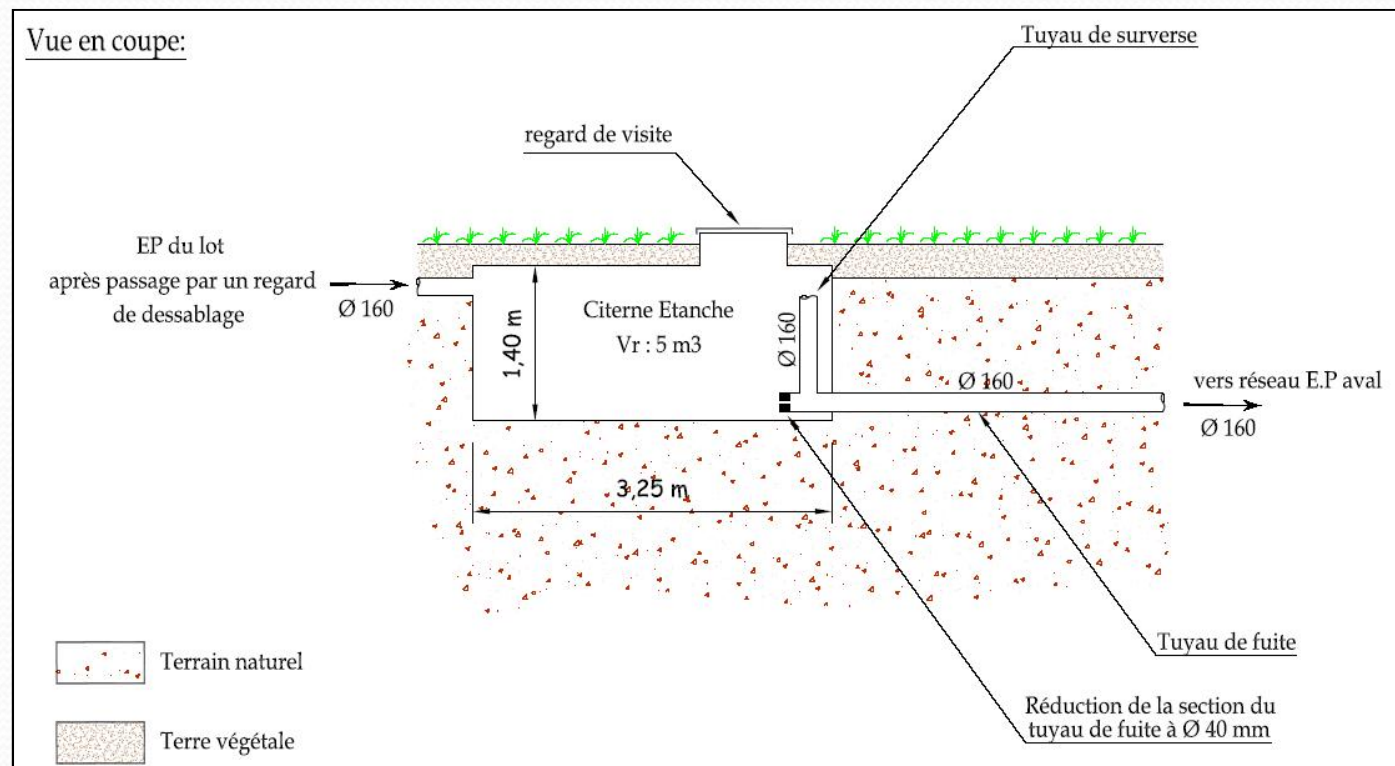 Vue en coupe:
Tuyau de surverse
regard de visite
EP du lot
après passage par un regard
de dessablage
Ø 160
Citerne Etanche
Vr : 5 m3
1,40 m
Ø 160
Ø 160
vers réseau E.P aval
Ø 160
3,25 m
Tuyau de fuite
Réduction de la section du
tuyau de fuite à Ø 40 mm
Terrain naturel
Terre végétale